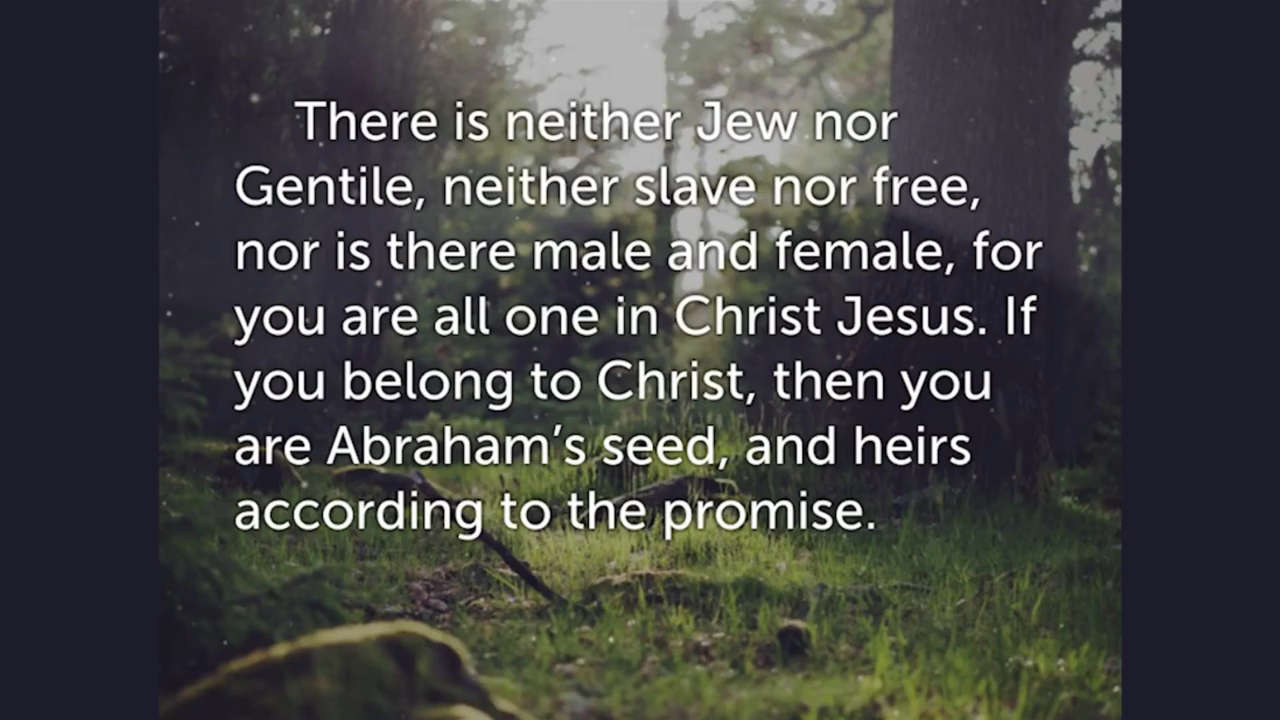 There is neither Jew nor
Gentile, neither slave nor free,
nor is there male and female, for
you are all one in Christ Jesus. If
you belong to Christ, then you
are Abraham’s seed, and heirs
according to the promise.